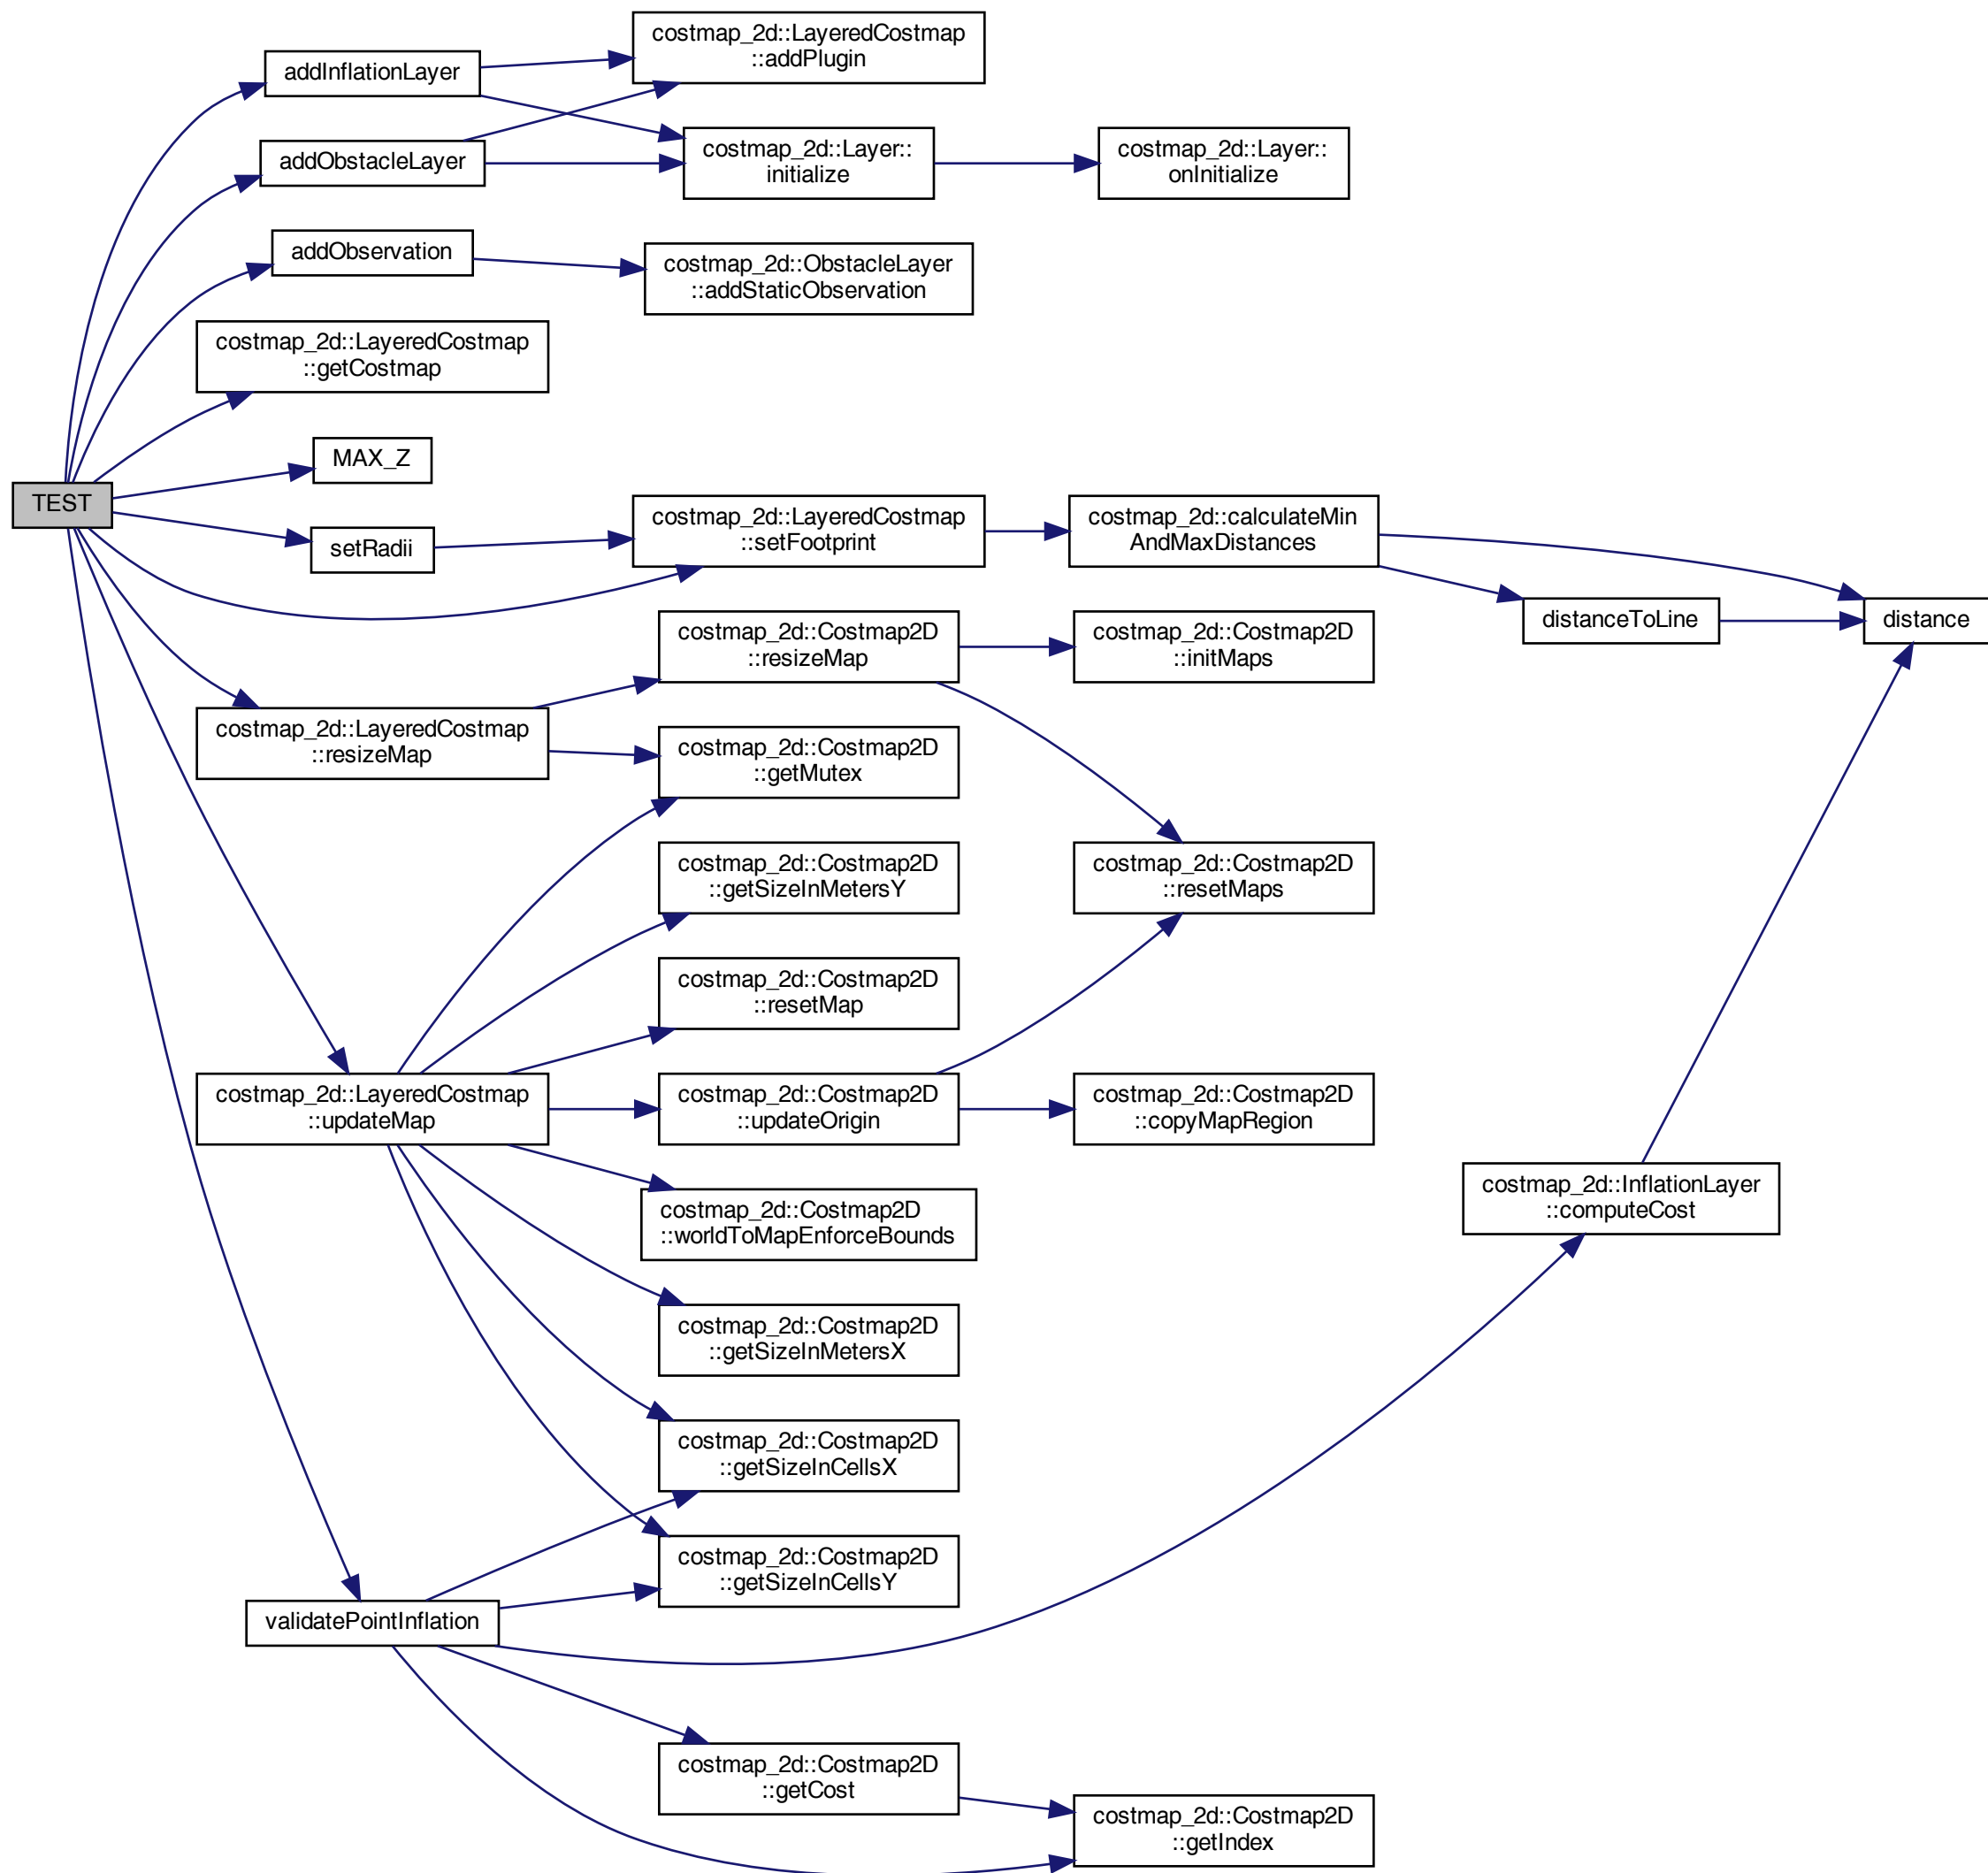 TEST
addInflationLayer
costmap_2d::LayeredCostmap
::addPlugin
addObstacleLayer
costmap_2d::Layer::
initialize
costmap_2d::Layer::
onInitialize
addObservation
costmap_2d::ObstacleLayer
::addStaticObservation
costmap_2d::LayeredCostmap
::getCostmap
MAX_Z
setRadii
costmap_2d::LayeredCostmap
::setFootprint
costmap_2d::calculateMin
AndMaxDistances
distanceToLine
distance
costmap_2d::LayeredCostmap
::resizeMap
costmap_2d::Costmap2D
::resizeMap
costmap_2d::Costmap2D
::initMaps
costmap_2d::Costmap2D
::getMutex
costmap_2d::Costmap2D
::getSizeInMetersY
costmap_2d::Costmap2D
::resetMaps
costmap_2d::Costmap2D
::resetMap
costmap_2d::LayeredCostmap
::updateMap
costmap_2d::Costmap2D
::updateOrigin
costmap_2d::Costmap2D
::copyMapRegion
costmap_2d::Costmap2D
::worldToMapEnforceBounds
costmap_2d::InflationLayer
::computeCost
costmap_2d::Costmap2D
::getSizeInMetersX
costmap_2d::Costmap2D
::getSizeInCellsX
costmap_2d::Costmap2D
::getSizeInCellsY
validatePointInflation
costmap_2d::Costmap2D
::getCost
costmap_2d::Costmap2D
::getIndex